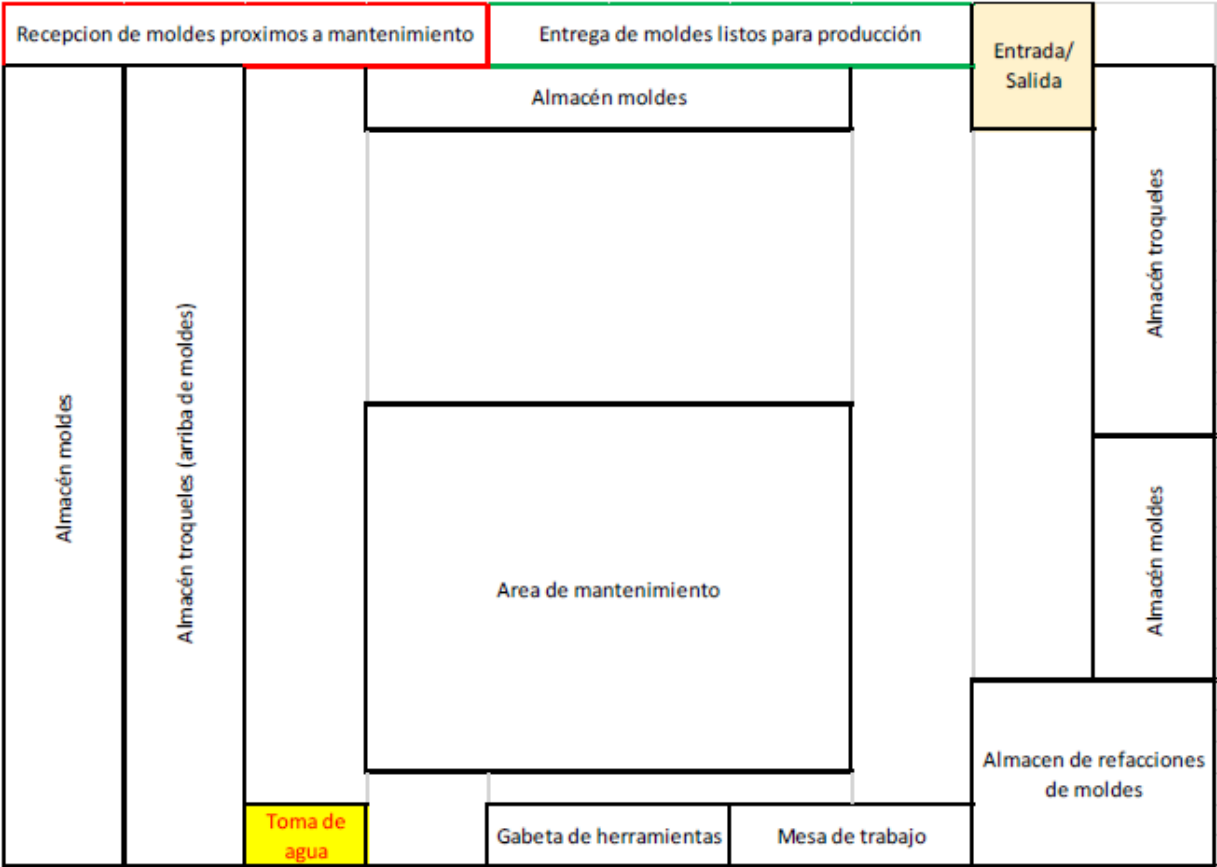 Recepcion de moldes proximos a mantenimiento
Entrega de moldes listos para producción
Entrada/
Salida
Almacén moldes
Almacén troqueles
Almacén moldes
Almacén troqueles (arriba de moldes)
Area de mantenimiento
Almacén moldes
Almacen de refacciones
de moldes
Toma de
agua
Gabeta de herramientas
Mesa de trabajo